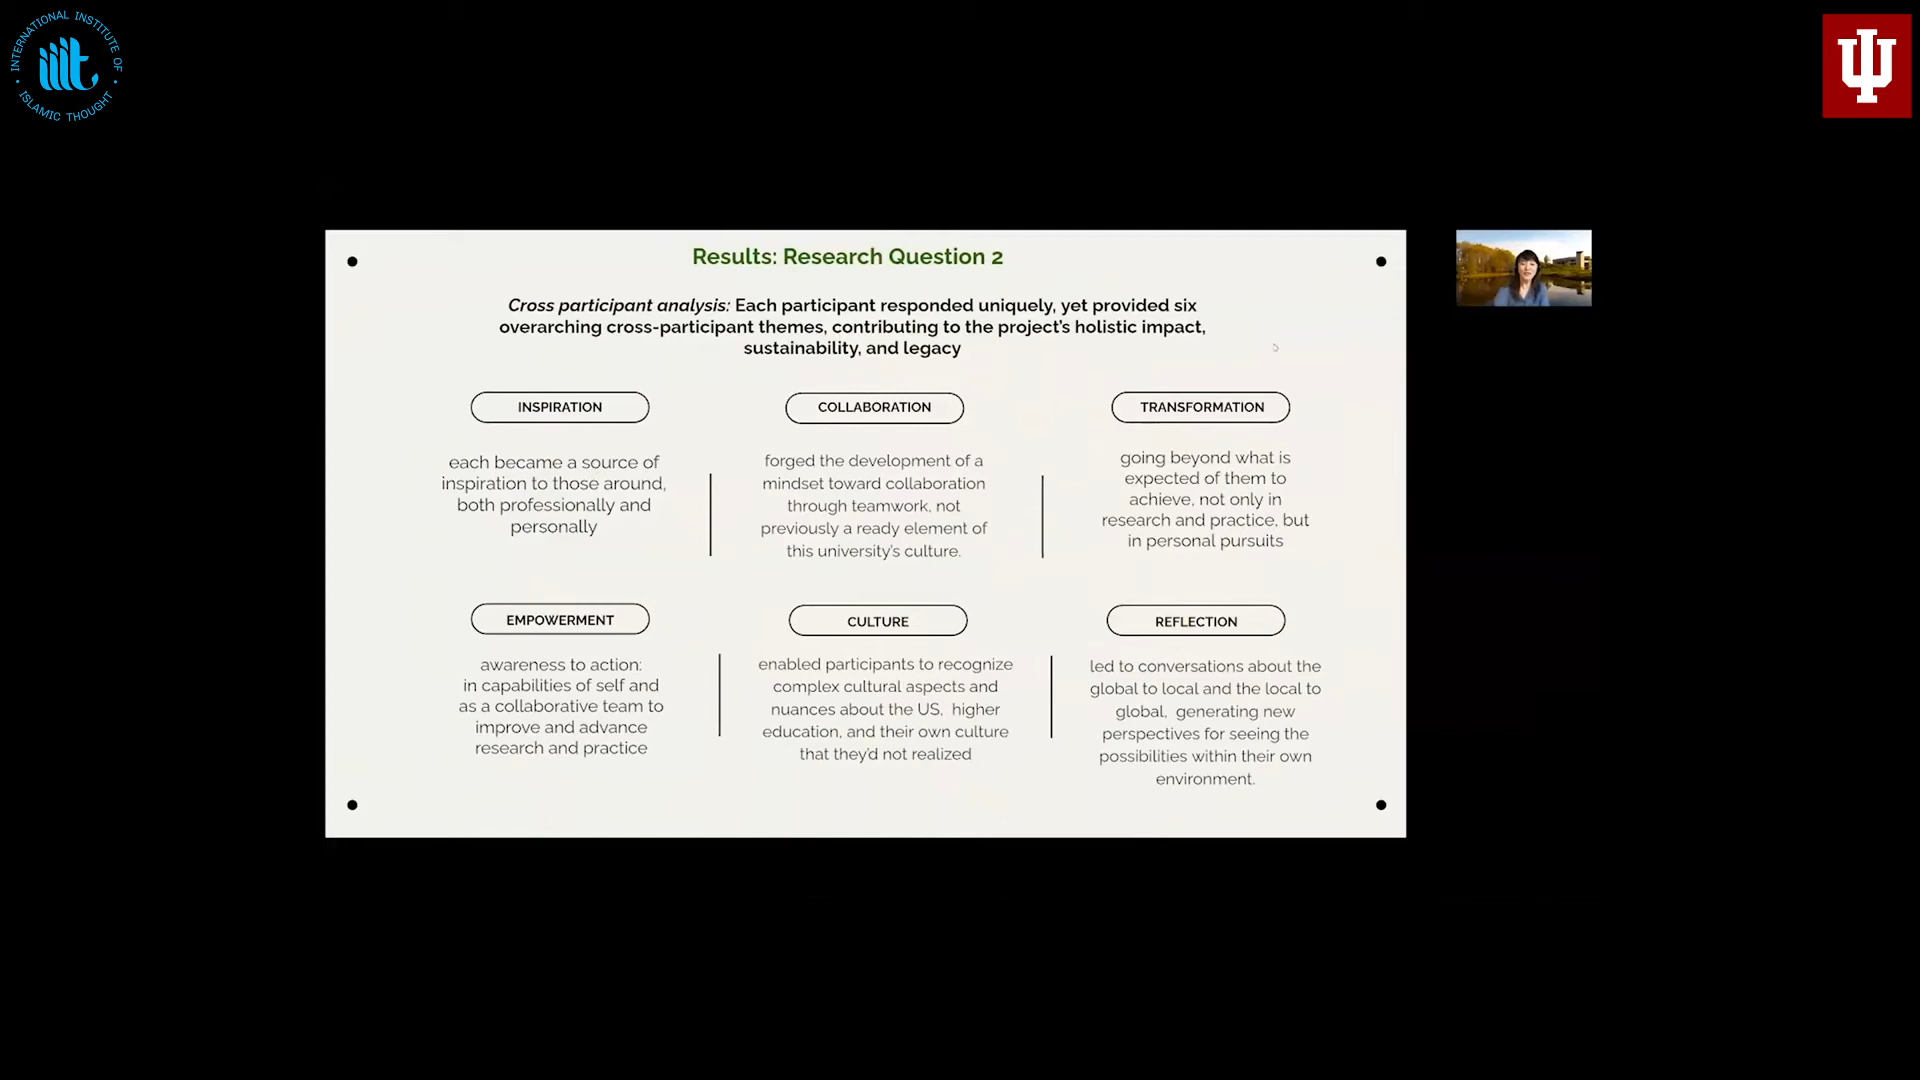 INTERNATIONAL INSTITUTE OF
ISLAMIC THOUGHT
iiit
Results: Research Question 2
Cross participant analysis: Each participant responded uniquely, yet provided six
overarching cross-participant themes, contributing to the project's holistic impact,
sustainability, and legacy
INSPIRATION
each became a source of
inspiration to those around,
both professionally and
personally
COLLABORATION
forged the development of a
mindset toward collaboration
through teamwork, not
previously a ready element of
this university's culture.
TRANSFORMATION
going beyond what is
expected of them to
achieve, not only in
research and practice, but
in personal pursuits
EMPOWERMENT
awareness to action:
in capabilities of self and
as a collaborative team to
improve and advance
research and practice
CULTURE
enabled participants to recognize
complex cultural aspects and
nuances about the US, higher
education, and their own culture
that they'd not realized
REFLECTION
led to conversations about the
global to local and the local to
global, generating new
perspectives for seeing the
possibilities within their own
environment.